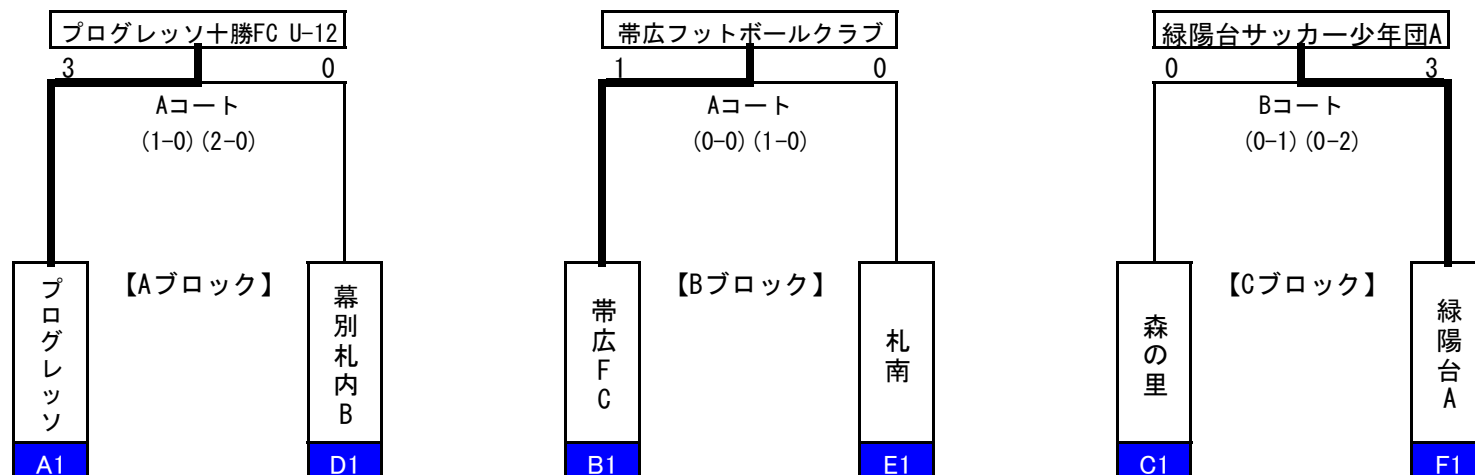 プログレッソ十勝FC U-12
3 0
Aコート
(1-0)(2-0)
【Aブロック】
プログレッソ
A1
幕別札内B
D1
帯広フットボールクラブ
1 0
Aコート
(0-0)(1-0)
【Bブロック】
帯広FC
B1
札南
E1
緑陽台サッカー少年団A
0 3
Bコート
(0-1)(0-2)
【Cブロック】
森の里
C1
緑陽台A
F1